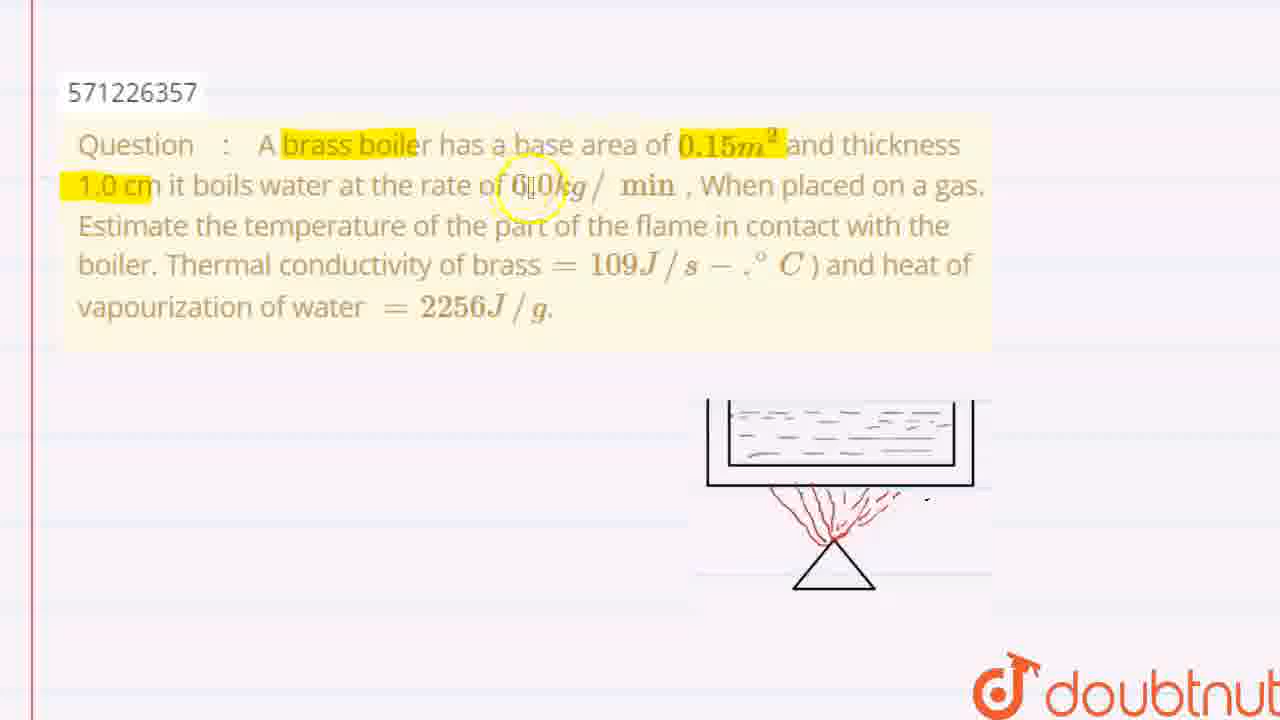 571226357
Question : A brass boiler has a base area of 0.15m² and thickness
1.0 cm it boils water at the rate of 6.0kg/ min , When placed on a gas.
Estimate the temperature of the part of the flame in contact with the
boiler. Thermal conductivity of brass = 109J/s − .° C ) and heat of
vapourization of water = 2256J/g.
doubtnut